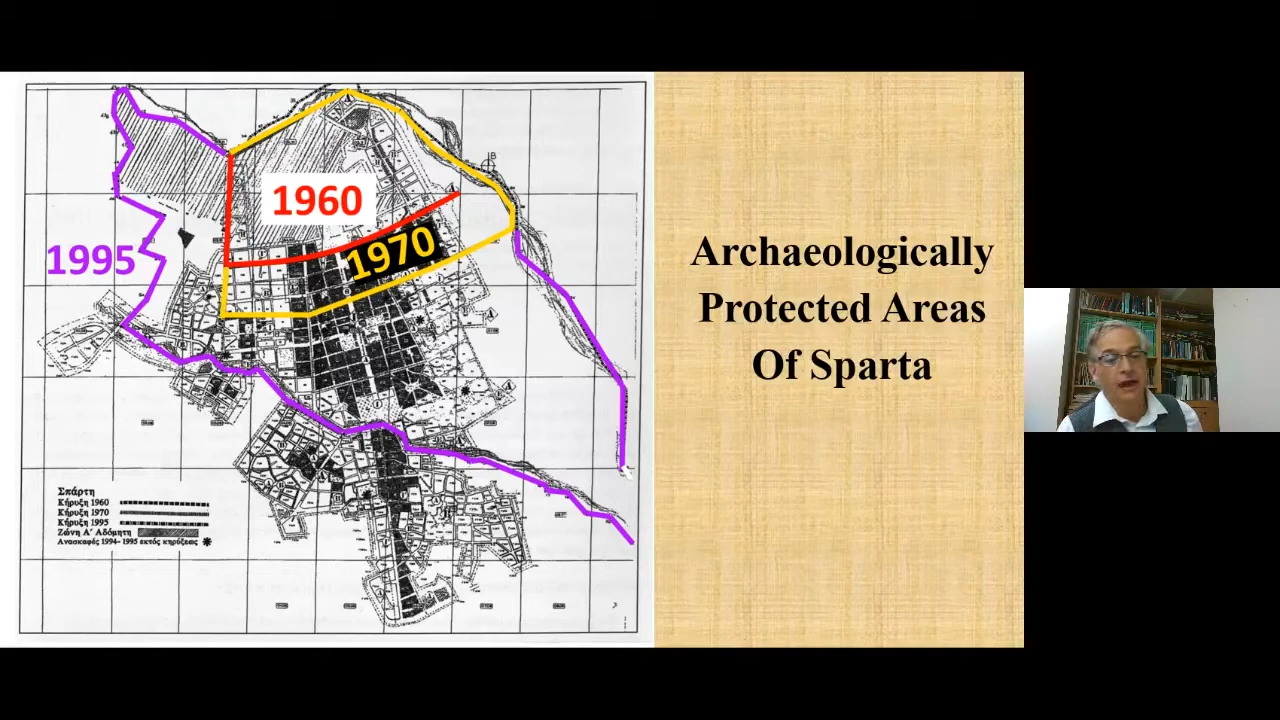 1960
1970
1995
Σπάρτη
Κήρυξη 1960
Κήρυξη 1970
Κήρυξη 1995
Ζώνη Α΄ Αδόμητη
Ανασκαφές 1994-1995 εκτός κηρύξεως
Archaeologically
Protected Areas
Of Sparta